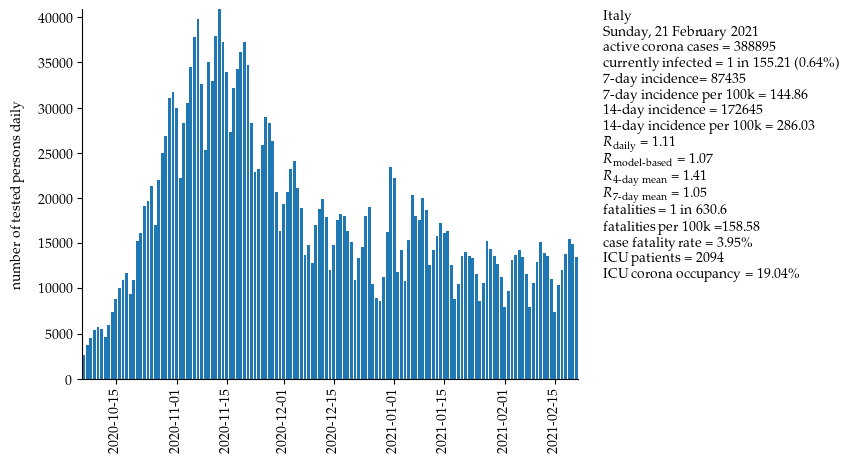 40000
35000
30000
25000
20000
15000
10000
5000
0
number of tested persons daily
2020-10-15
2020-11-01
2020-11-15
2020-12-01
2020-12-15
2021-01-01
2021-01-15
2021-02-01
2021-02-15
Italy
Sunday, 21 February 2021
active corona cases = 388895
currently infected = 1 in 155.21 (0.64%)
7-day incidence= 87435
7-day incidence per 100k = 144.86
14-day incidence = 172645
14-day incidence per 100k = 286.03
R daily = 1.11
R model-based = 1.07
R 4-day mean = 1.41
R 7-day mean = 1.05
fatalities = 1 in 630.6
fatalities per 100k =158.58
case fatality rate = 3.95%
ICU patients = 2094
ICU corona occupancy = 19.04%